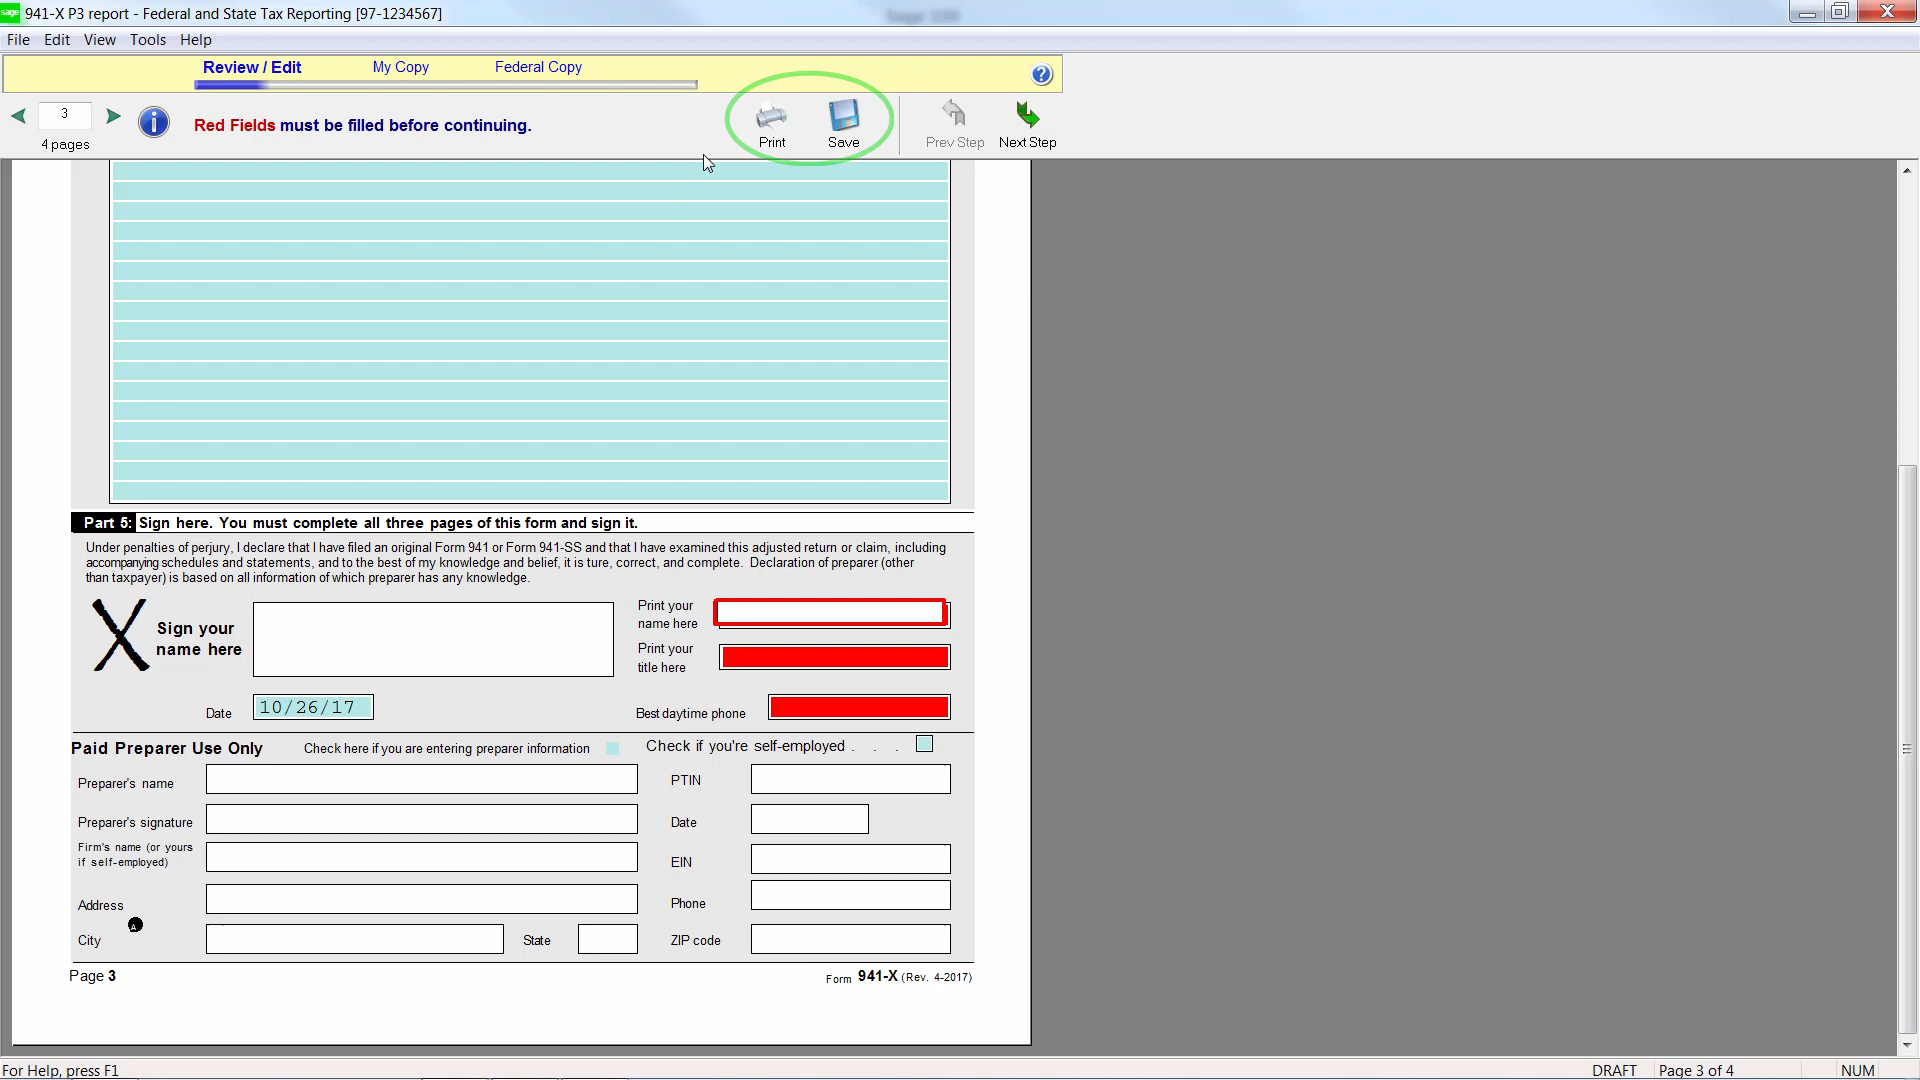 sage 941-X P3 report - Federal and State Tax Reporting [97-1234567]
Sage 100
File Edit View Tools Help
Review / Edit My Copy Federal Copy
3
4 pages
Red Fields must be filled before continuing.
Print Save Prev Step Next Step
Part 5: Sign here. You must complete all three pages of this form and sign it.
Under penalties of perjury, I declare that I have filed an original Form 941 or Form 941-SS and that I have examined this adjusted return or claim, including
accompanying schedules and statements, and to the best of my knowledge and belief, it is ture, correct, and complete. Declaration of preparer (other
than taxpayer) is based on all information of which preparer has any knowledge.
X Sign your
name here
Print your
name here
Print your
title here
Date 10/26/17
Best daytime phone
Paid Preparer Use Only Check here if you are entering preparer information Check if you're self-employed . . .
Preparer's name PTIN
Preparer's signature Date
Firm's name (or yours
if self-employed) EIN
Address Phone
A
City State ZIP code
Page 3 Form 941-X (Rev. 4-2017)
For Help, press F1 DRAFT Page 3 of 4 NUM